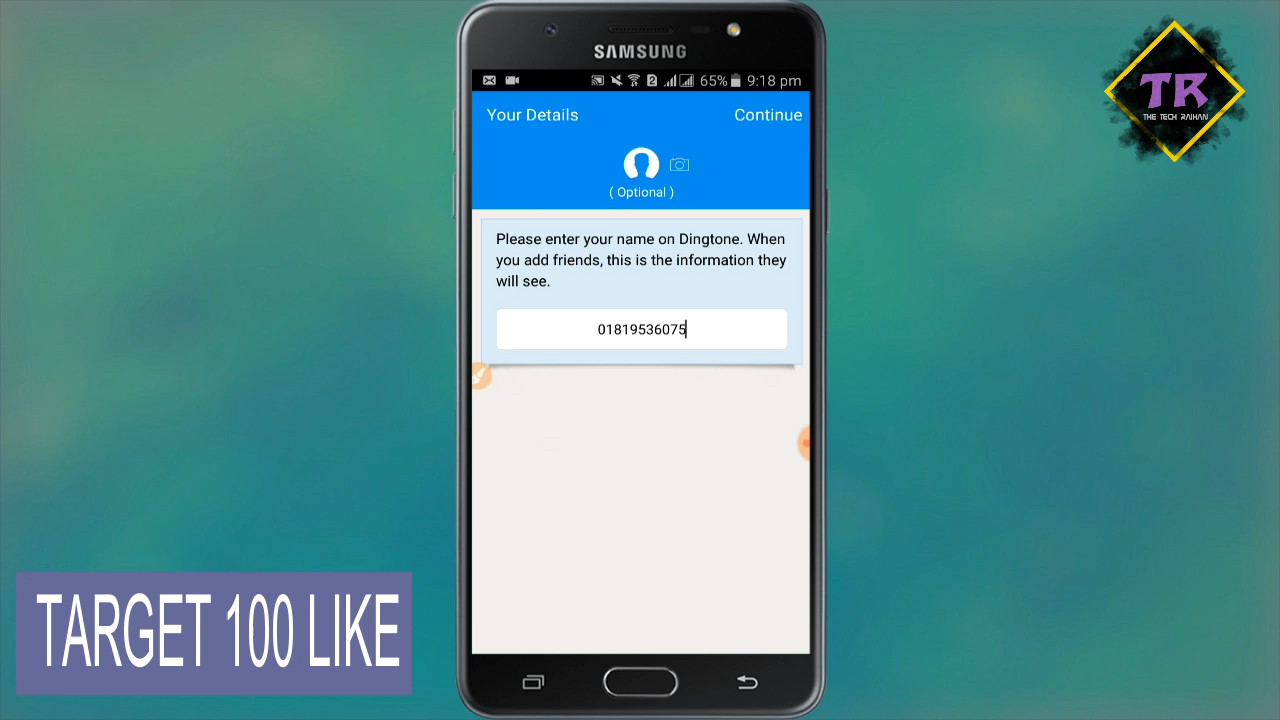 SAMSUNG
2 65% 9:18 pm
Your Details Continue
( Optional )
Please enter your name on Dingtone. When
you add friends, this is the information they
will see.
01819536075
TR
THE TECH RAIHAN
TARGET 100 LIKE